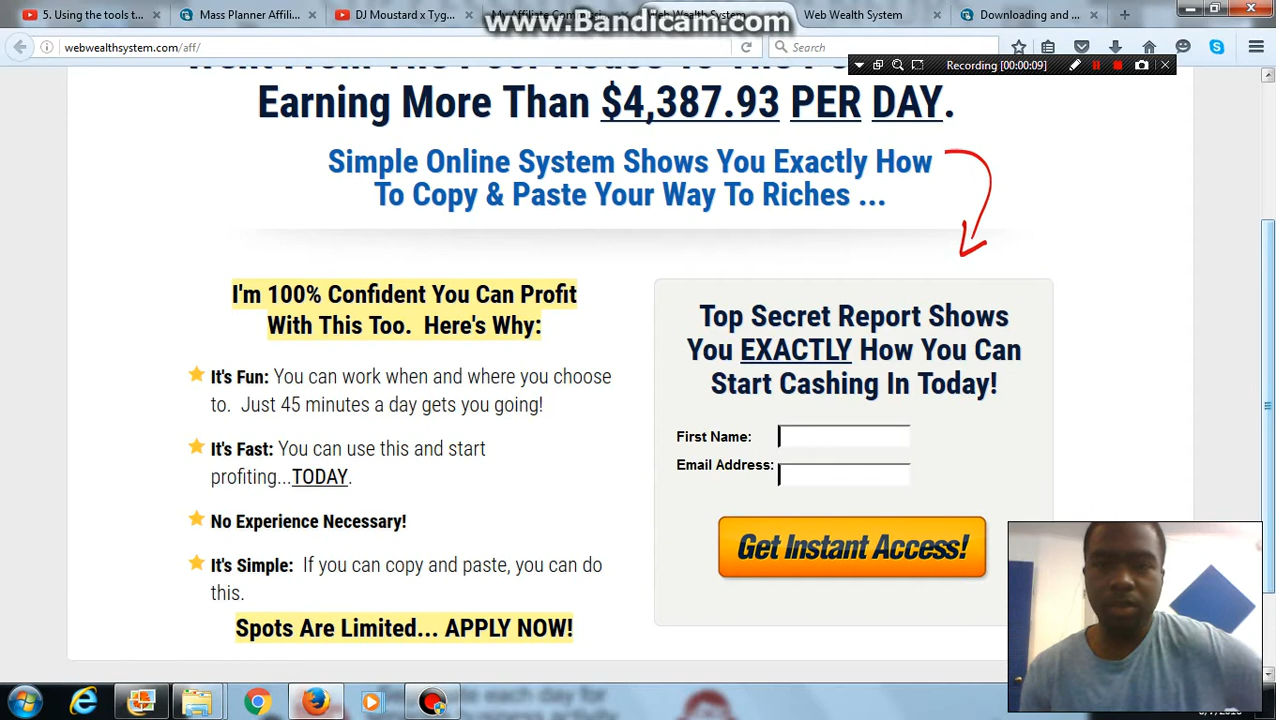 5. Using the tools t...
Mass Planner Affili...
DJ Moustard x Tyg...
My Affiliate Comm
Web Wealth System
Downloading and ...
www.Bandicam.com
webwealthsystem.com/aff/
Search
Recording [00:00:09]
Earning More Than $4,387.93 PER DAY.
Simple Online System Shows You Exactly How
To Copy & Paste Your Way To Riches ...
I'm 100% Confident You Can Profit
With This Too. Here's Why:
It's Fun: You can work when and where you choose
to. Just 45 minutes a day gets you going!
It's Fast: You can use this and start
profiting...TODAY.
No Experience Necessary!
It's Simple: If you can copy and paste, you can do
this.
Spots Are Limited... APPLY NOW!
Top Secret Report Shows
You EXACTLY How You Can
Start Cashing In Today!
First Name:
Email Address:
Get Instant Access!